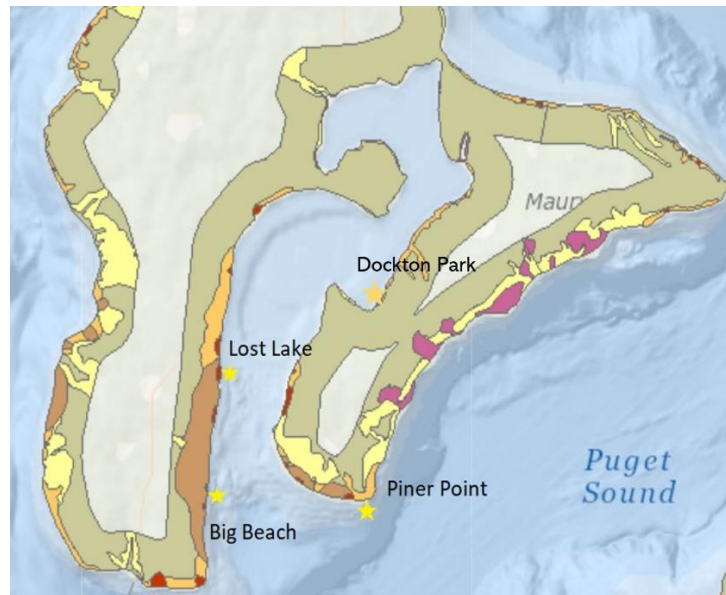 Maur
Dockton Park
Lost Lake
Puget
Sound
Piner Point
Big Beach